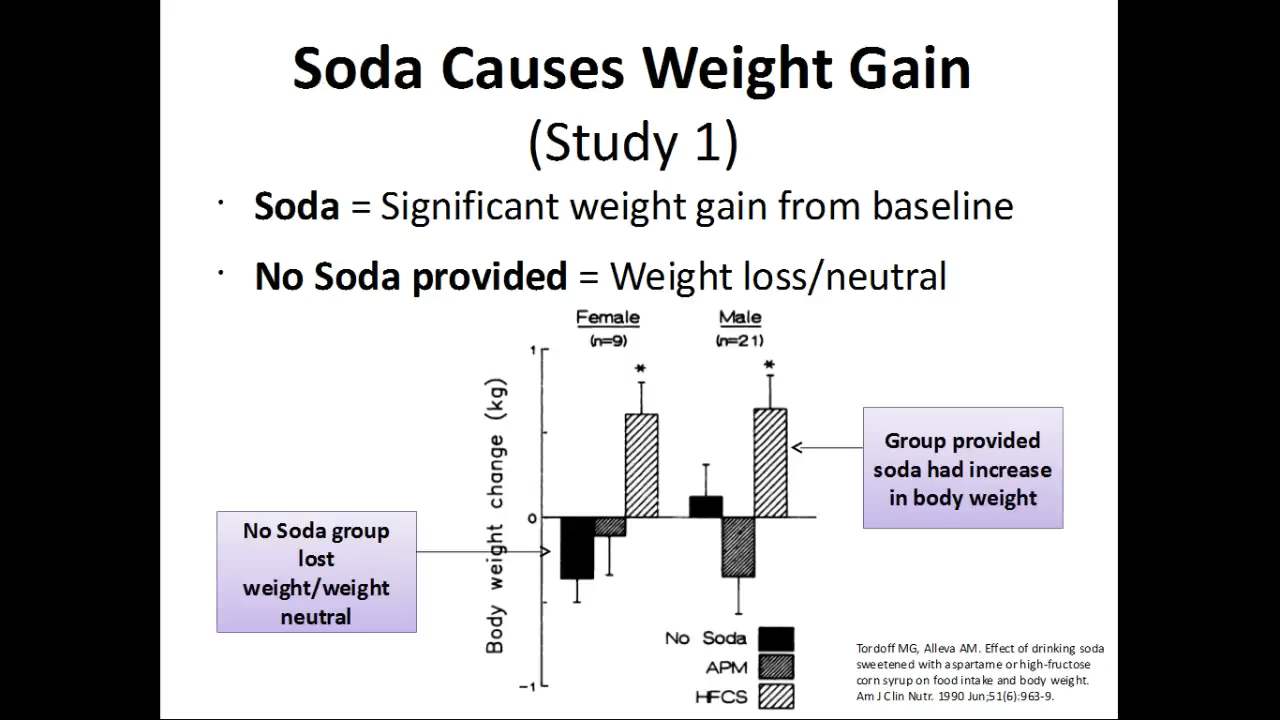 Soda Causes Weight Gain
(Study 1)
· Soda = Significant weight gain from baseline
· No Soda provided = Weight loss/neutral
Female
(n=9)
Male
(n=21)
*
*
1
0
-1
Body weight change (kg)
Group provided
soda had increase
in body weight
No Soda group
lost
weight/weight
neutral
No Soda
APM
HFCS
Tordoff MG, Alleva AM. Effect of drinking soda
sweetened with aspartame or high-fructose
corn syrup on food intake and body weight.
Am J Clin Nutr. 1990 Jun;51(6):963-9.